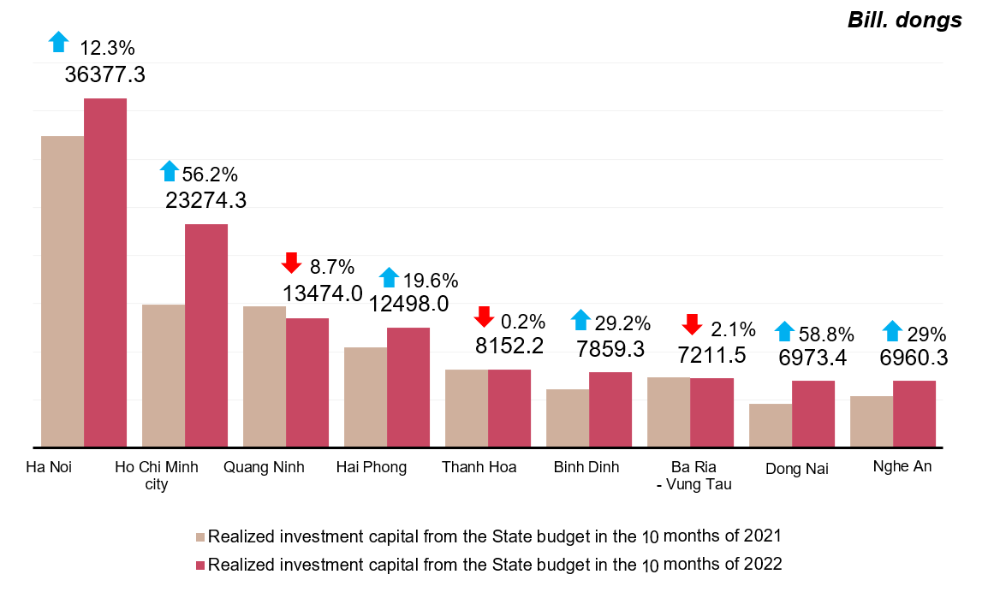 Bill. dongs
12.3%
36377.3
56.2%
23274.3
8.7%
13474.0
19.6%
12498.0
0.2%
8152.2
29.2%
7859.3
2.1%
7211.5
58.8%
6973.4
29%
6960.3
Ha Noi
Ho Chi Minh
city
Quang Ninh
Hai Phong
Thanh Hoa
Binh Dinh
Ba Ria
- Vung Tau
Dong Nai
Nghe An
Realized investment capital from the State budget in the 10 months of 2021
Realized investment capital from the State budget in the 10 months of 2022